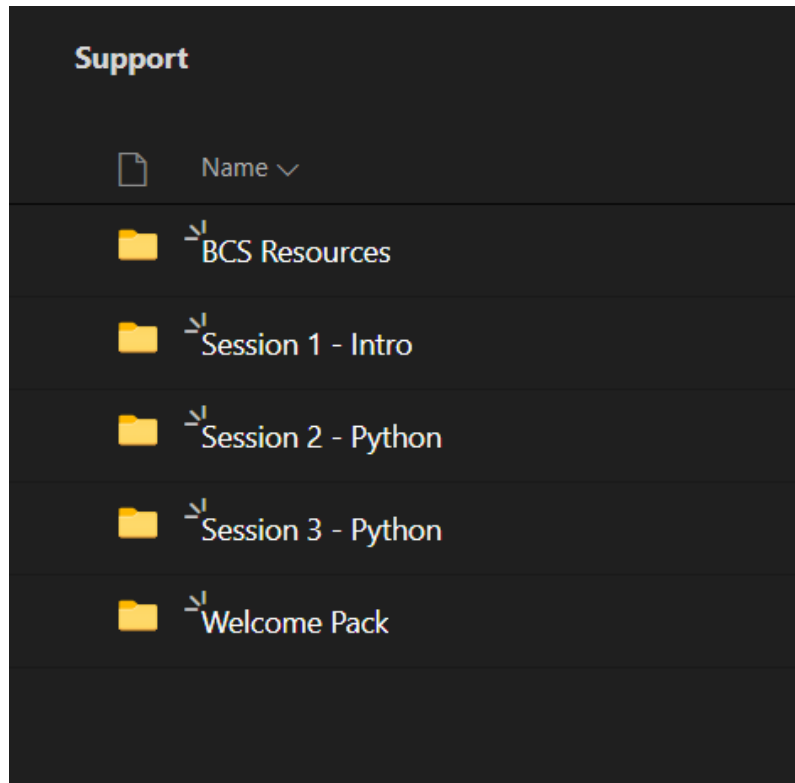 Support
Name
BCS Resources
Session 1 - Intro
Session 2 - Python
Session 3 - Python
Welcome Pack